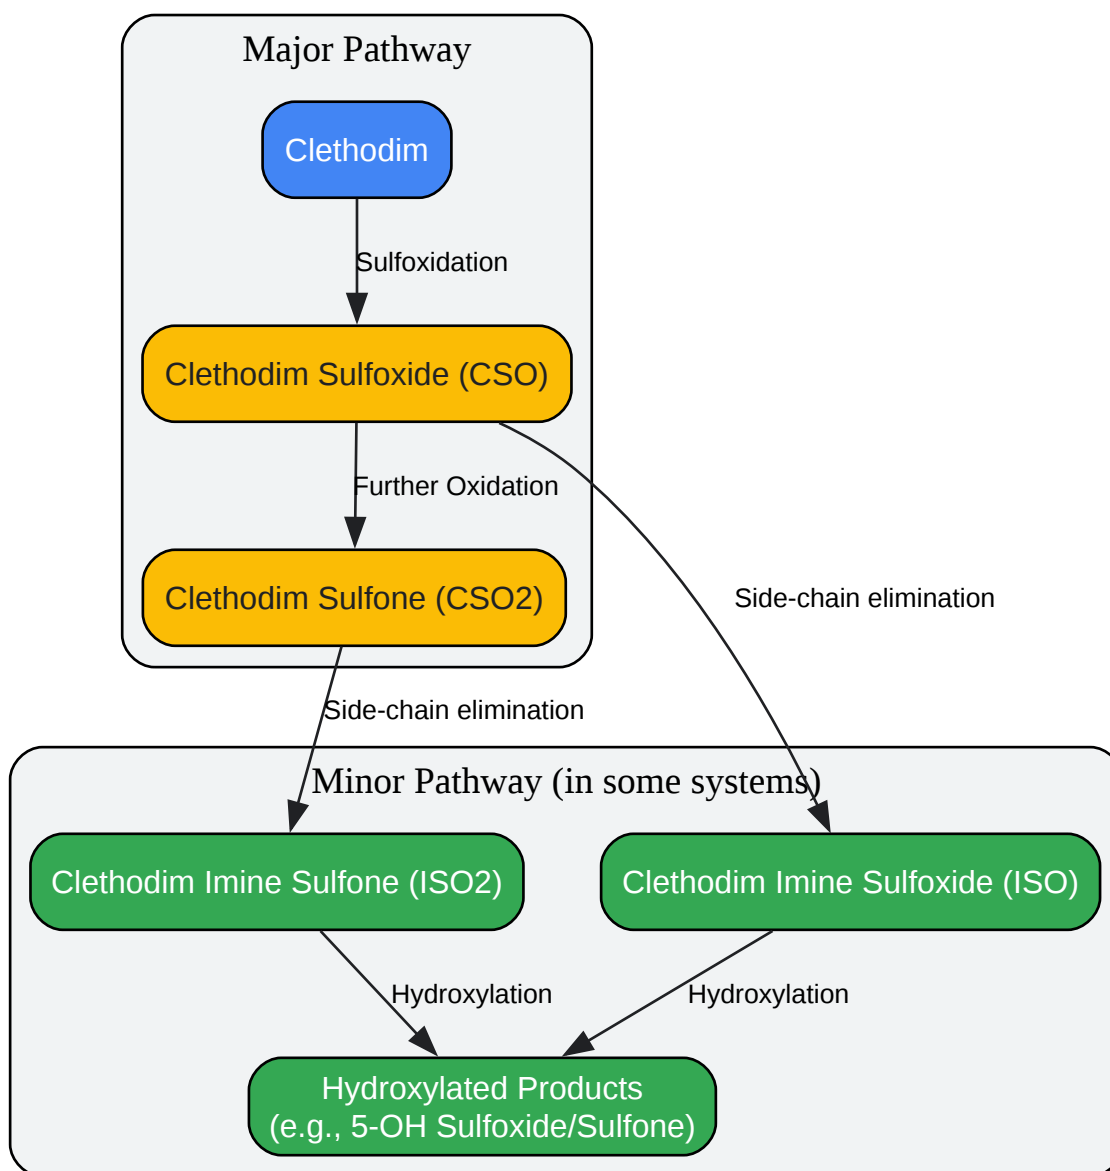 Major Pathway
Clethodim
Sulfoxidation
Clethodim Sulfoxide (CSO)
Further Oxidation
Clethodim Sulfone (CSO2)
Side-chain elimination
Side-chain elimination
Minor Pathway (in some systems)
Clethodim Imine Sulfone (ISO2)
Clethodim Imine Sulfoxide (ISO)
Hydroxylation
Hydroxylation
Hydroxylated Products
(e.g., 5-OH Sulfoxide/Sulfone)